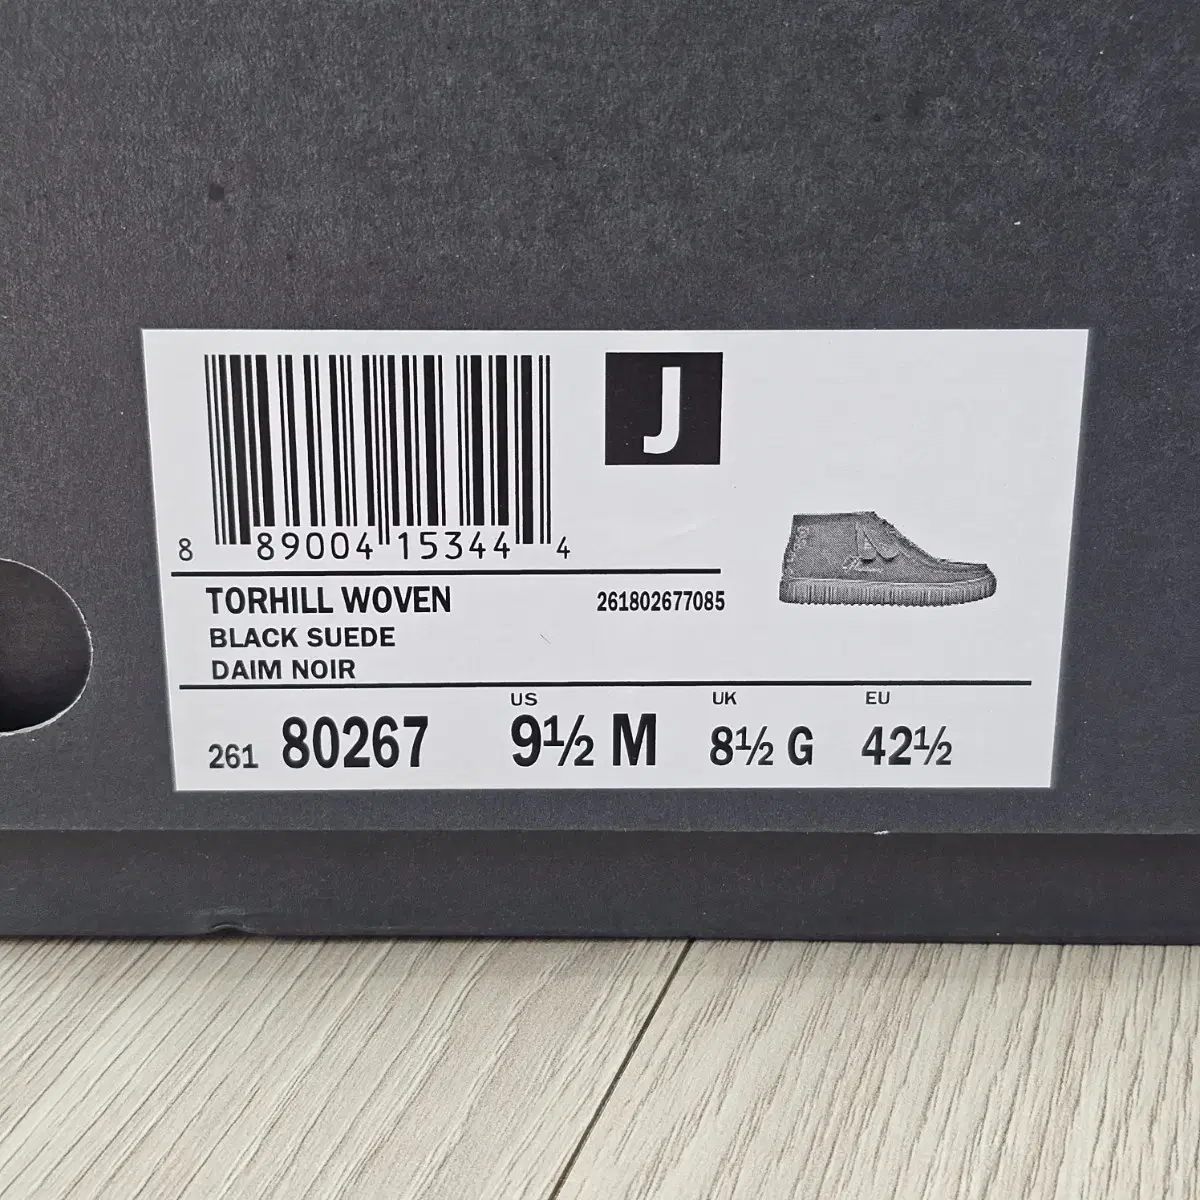 J
8 89004 15344 4
TORHILL WOVEN 261802677085
BLACK SUEDE
DAIM NOIR
US UK EU
261 80267 9½ M 8½ G 42½